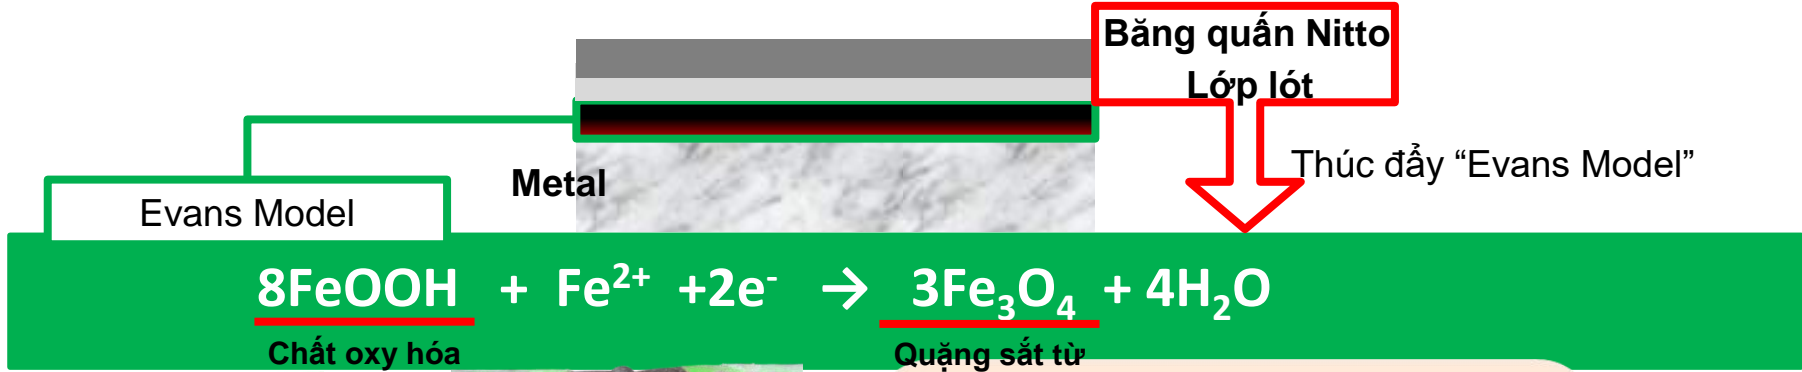 Băng quấn Nitto
Lớp lót
Thúc đẩy “Evans Model”
Metal
Evans Model
8FeOOH + Fe²⁺ +2e⁻ → 3Fe₃O₄ + 4H₂O
Chất oxy hóa
Quặng sắt từ